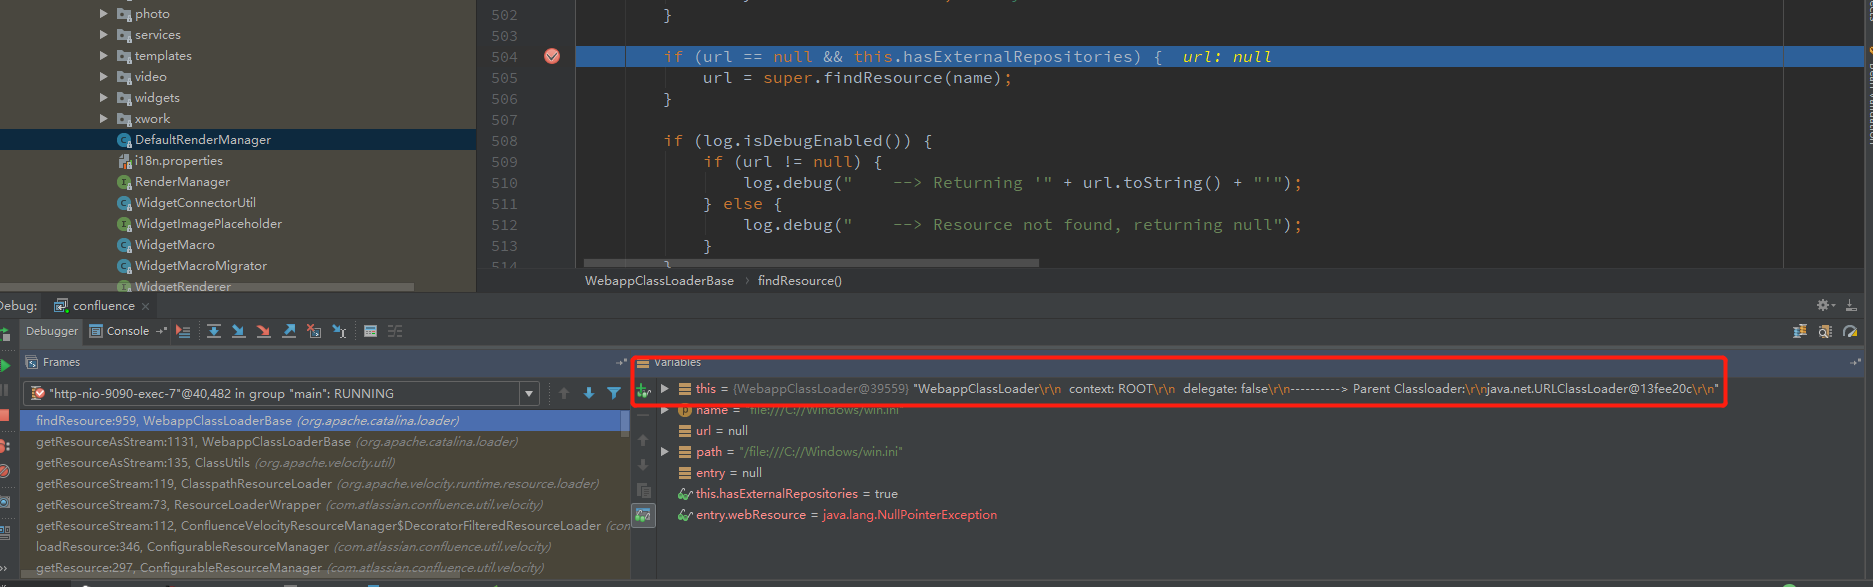 photo
services
templates
video
widgets
xwork
DefaultRenderManager
i18n.properties
RenderManager
WidgetConnectorUtil
WidgetImagePlaceholder
WidgetMacro
WidgetMacroMigrator
WidgetRenderer
502 }
503
504 if (url == null && this.hasExternalRepositories) { url: null
505 url = super.findResource(name);
506 }
507
508 if (log.isDebugEnabled()) {
509 if (url != null) {
510 log.debug("    --> Returning '" + url.toString() + "'");
511 } else {
512 log.debug("    --> Resource not found, returning null");
513 }
514 }
WebappClassLoaderBase › findResource()
Debug: confluence
Debugger Console
Frames
"http-nio-9090-exec-7"@40,482 in group "main": RUNNING
findResource:959, WebappClassLoaderBase (org.apache.catalina.loader)
getResourceAsStream:1131, WebappClassLoaderBase (org.apache.catalina.loader)
getResourceAsStream:135, ClassUtils (org.apache.velocity.util)
getResourceStream:119, ClasspathResourceLoader (org.apache.velocity.runtime.resource.loader)
getResourceStream:73, ResourceLoaderWrapper (com.atlassian.confluence.util.velocity)
getResourceStream:112, ConfluenceVelocityResourceManager$DecoratorFilteredResourceLoader (con
loadResource:346, ConfigurableResourceManager (com.atlassian.confluence.util.velocity)
getResource:297, ConfigurableResourceManager (com.atlassian.confluence.util.velocity)
Variables
this = {WebappClassLoader@39559} "WebappClassLoader\r\n  context: ROOT\r\n  delegate: false\r\n----------> Parent Classloader:\r\njava.net.URLClassLoader@13fee20c\r\n"
name = "file:///C://Windows/win.ini"
url = null
path = "/file:///C://Windows/win.ini"
entry = null
this.hasExternalRepositories = true
entry.webResource = java.lang.NullPointerException